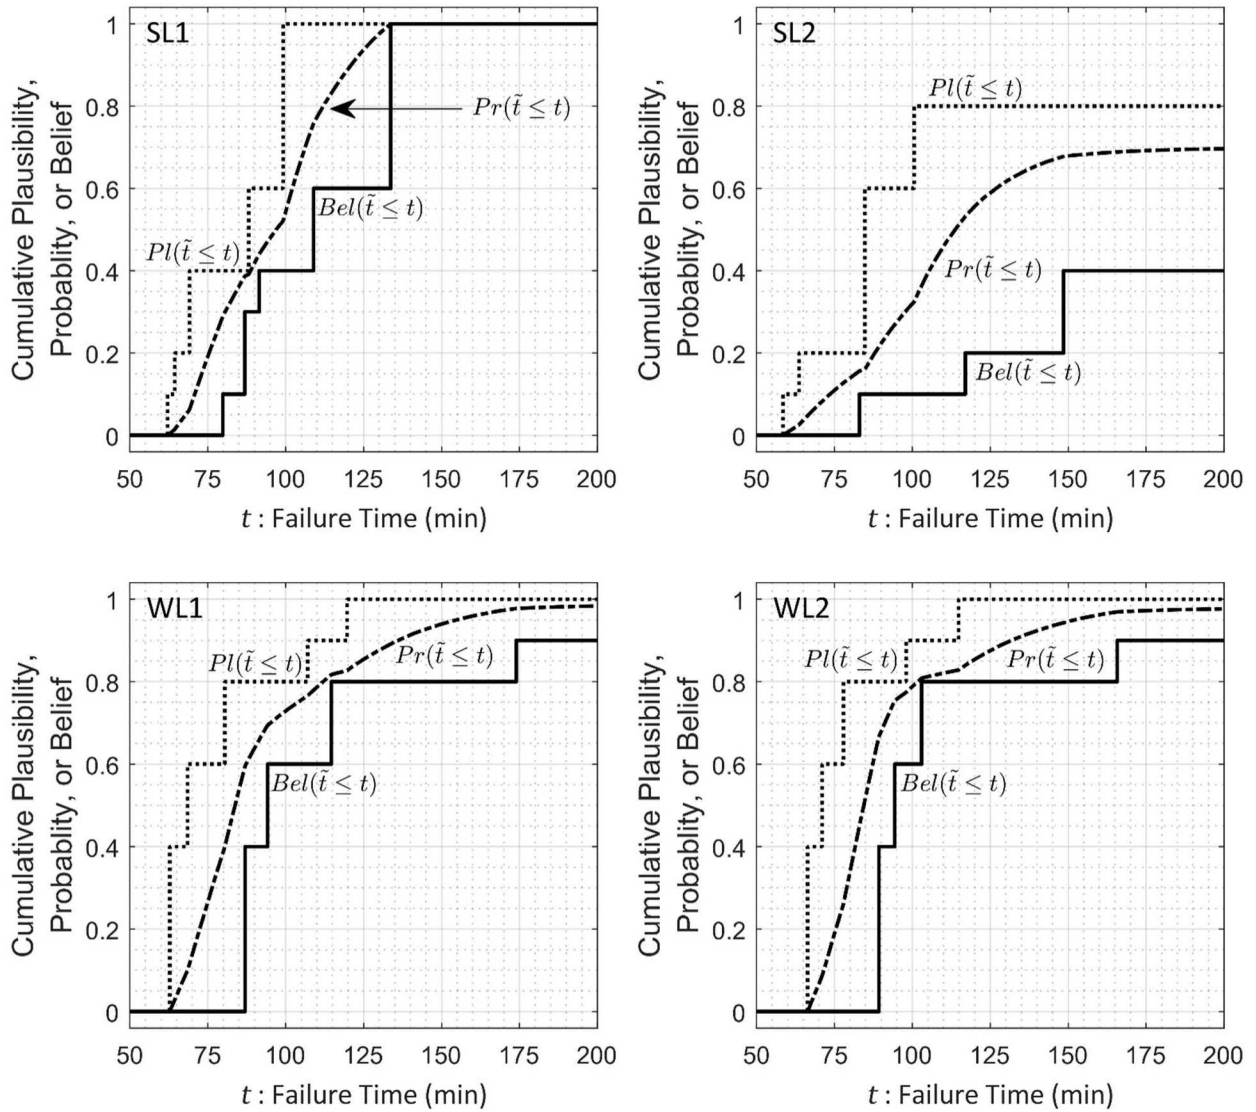 SL1
Cumulative Plausibility,
Probablity, or Belief
1
0.8
0.6
0.4
0.2
0
Pr(t̃ ≤ t)
Bel(t̃ ≤ t)
Pl(t̃ ≤ t)
50 75 100 125 150 175 200
t : Failure Time (min)
SL2
Cumulative Plausibility,
Probablity, or Belief
1
0.8
0.6
0.4
0.2
0
Pl(t̃ ≤ t)
Pr(t̃ ≤ t)
Bel(t̃ ≤ t)
50 75 100 125 150 175 200
t : Failure Time (min)
WL1
Cumulative Plausibility,
Probablity, or Belief
1
0.8
0.6
0.4
0.2
0
Pl(t̃ ≤ t)
Pr(t̃ ≤ t)
Bel(t̃ ≤ t)
50 75 100 125 150 175 200
t : Failure Time (min)
WL2
Cumulative Plausibility,
Probablity, or Belief
1
0.8
0.6
0.4
0.2
0
Pl(t̃ ≤ t)
Pr(t̃ ≤ t)
Bel(t̃ ≤ t)
50 75 100 125 150 175 200
t : Failure Time (min)